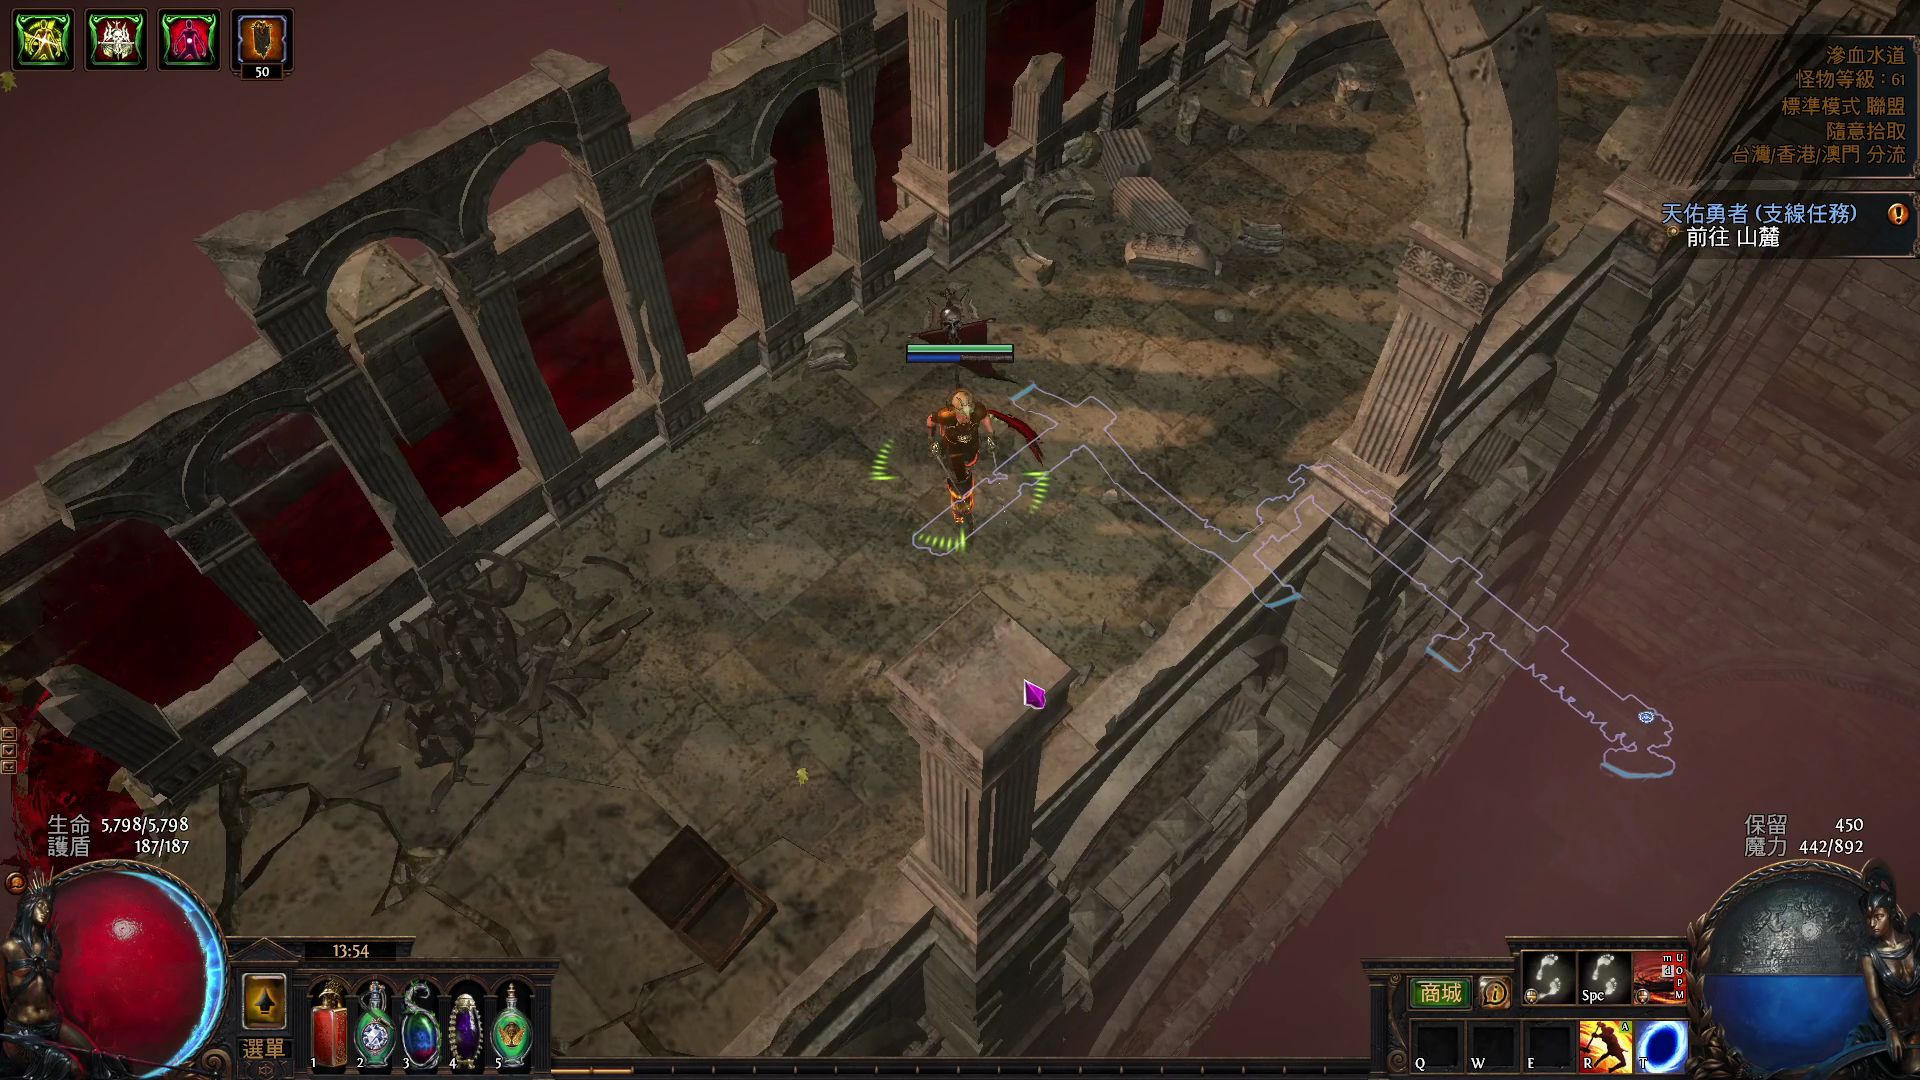 50
滲血水道
怪物等級：61
標準模式 聯盟
隨意拾取
台灣/香港/澳門 分流
天佑勇者 (支線任務)
前往 山麓
生命 5,798/5,798
護盾 187/187
保留 450
魔力 442/892
13:54
選單
1 2 3 4 5
商城
Spc
m U
d O
P
M
Q W E R A T